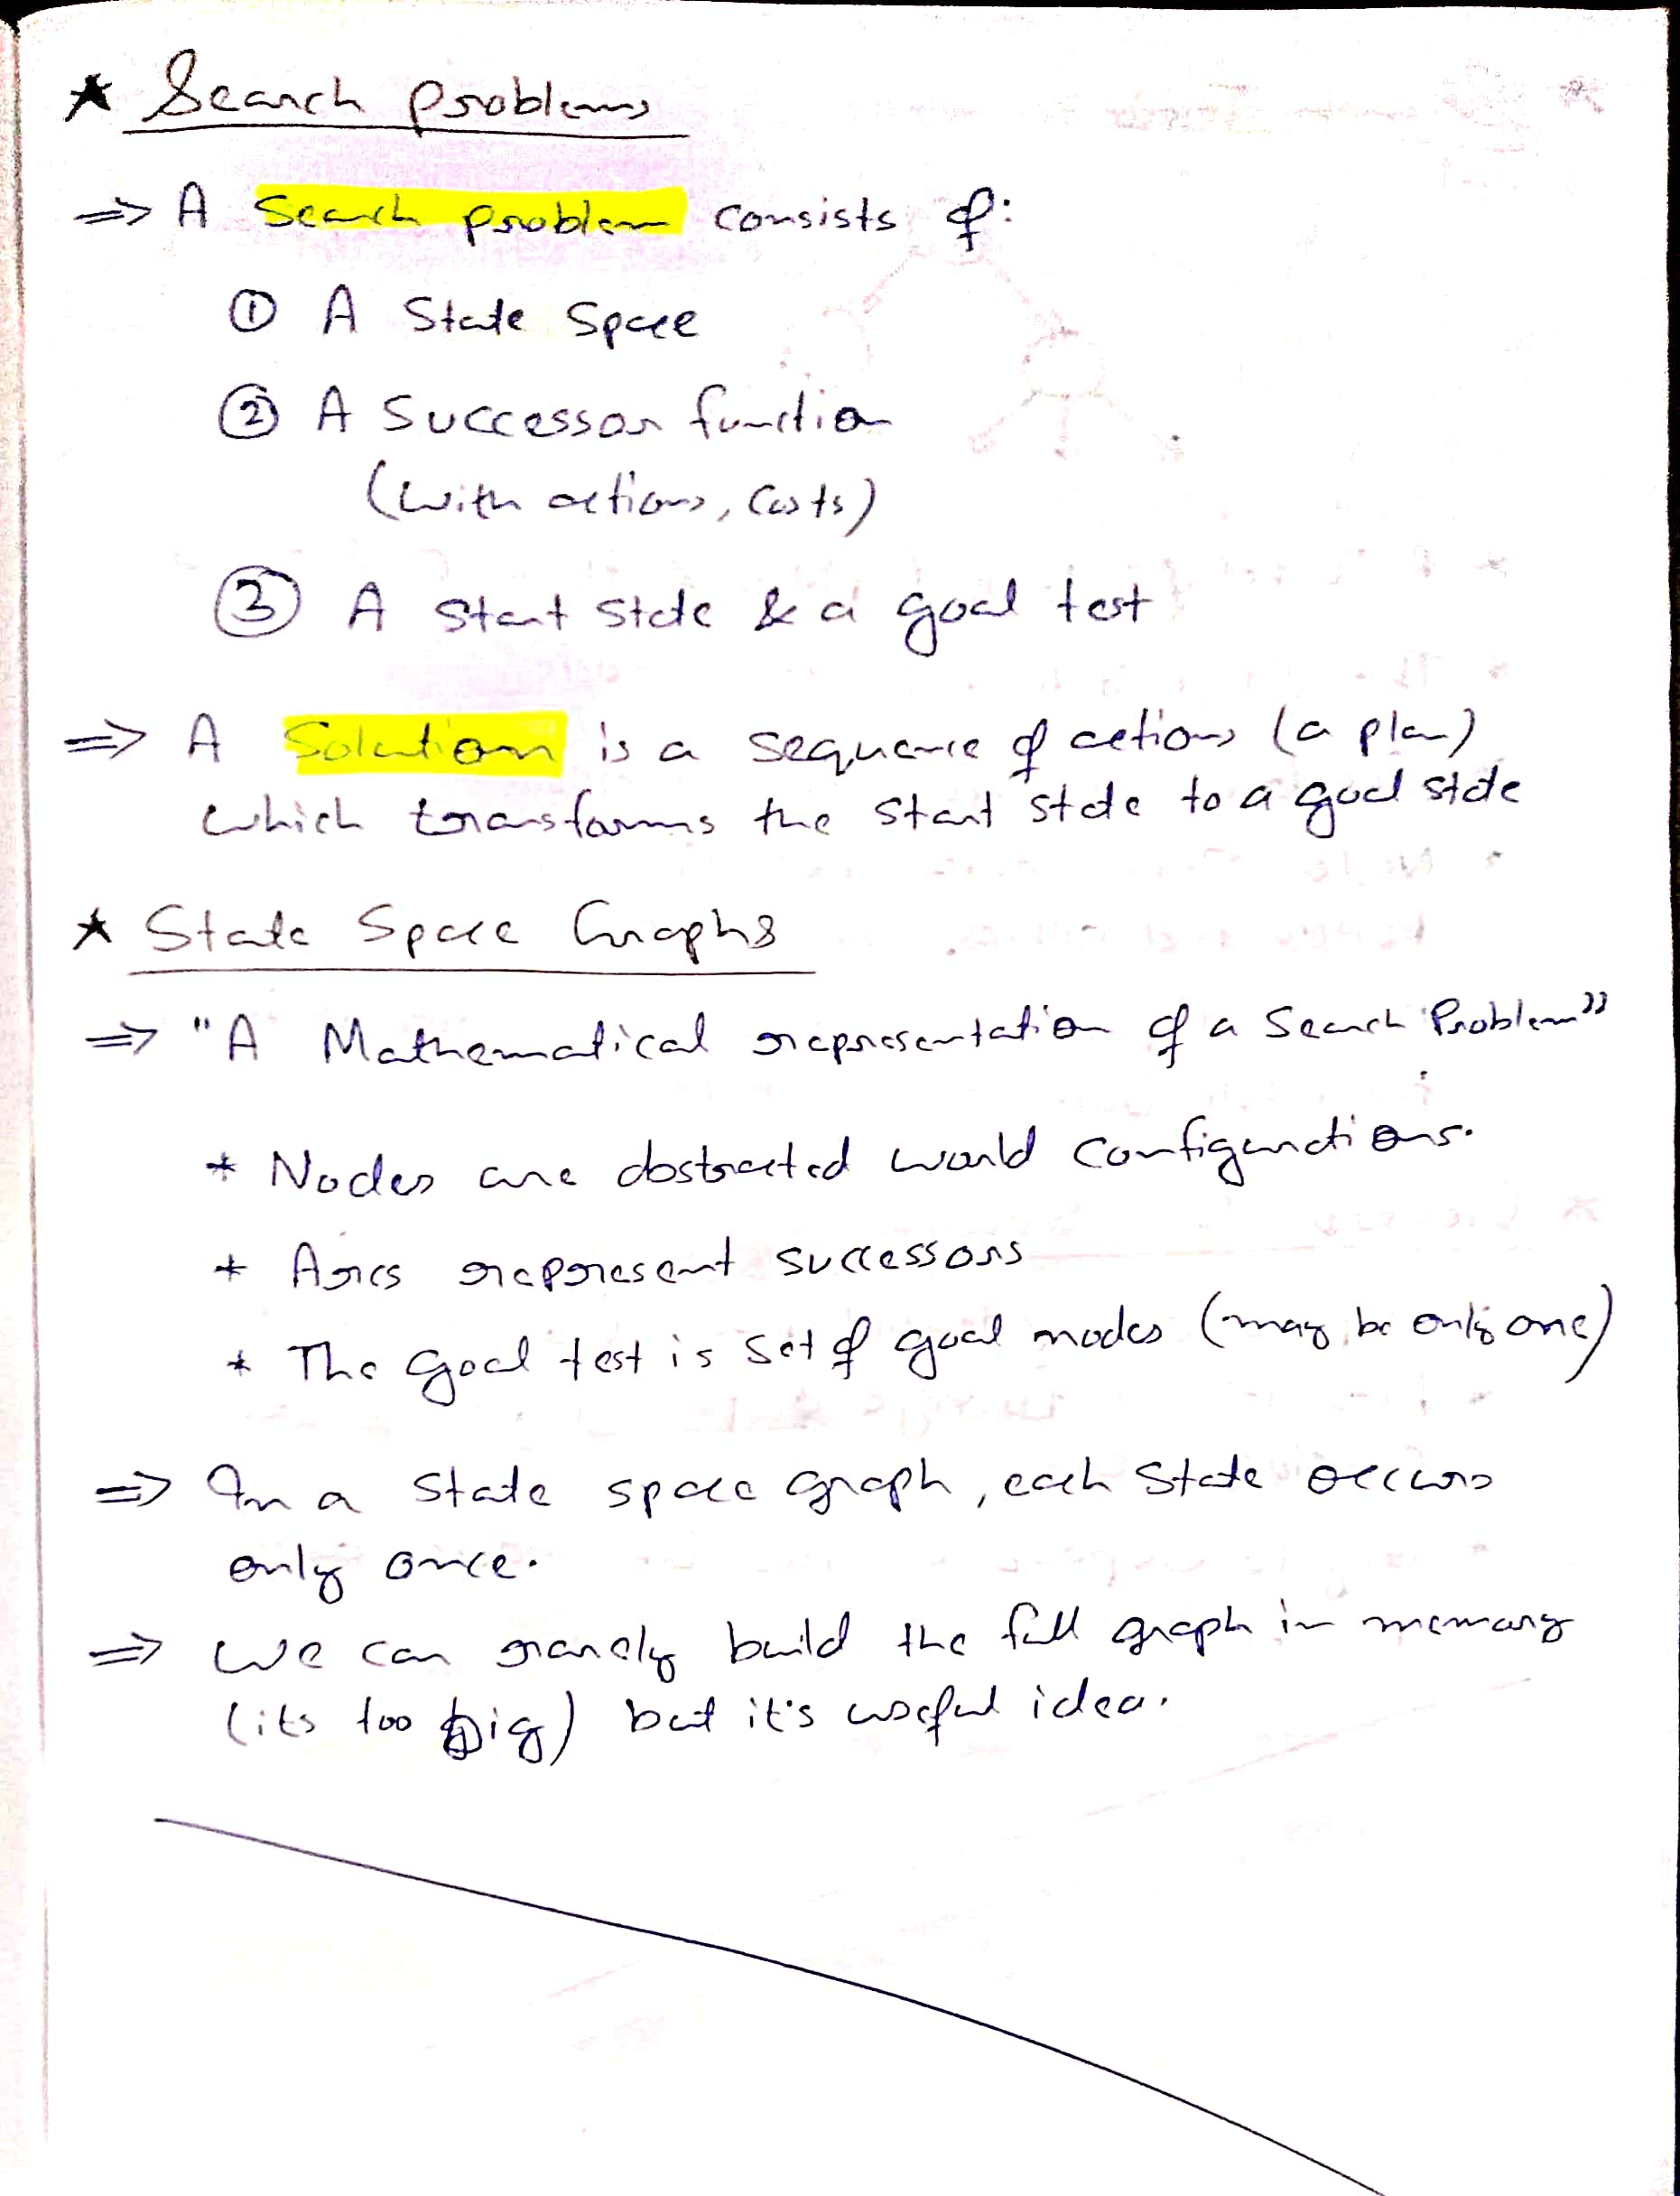 * Search Problems
⇒ A Search problem consists of:
① A State Space
② A Successor function
(with actions, Costs)
③ A Start State & a goal test
⇒ A Solution is a sequence of actions (a plan)
which transforms the Start state to a goal state
* State Space Graphs
⇒ "A Mathematical representation of a Search Problem"
* Nodes are abstracted world configurations.
* Arcs represent successors
* The Goal test is Set of goal nodes (may be only one)
⇒ In a State space Graph, each State occurs
only once.
⇒ We can rarely build the full graph in memory
(its too big) but it's useful idea.